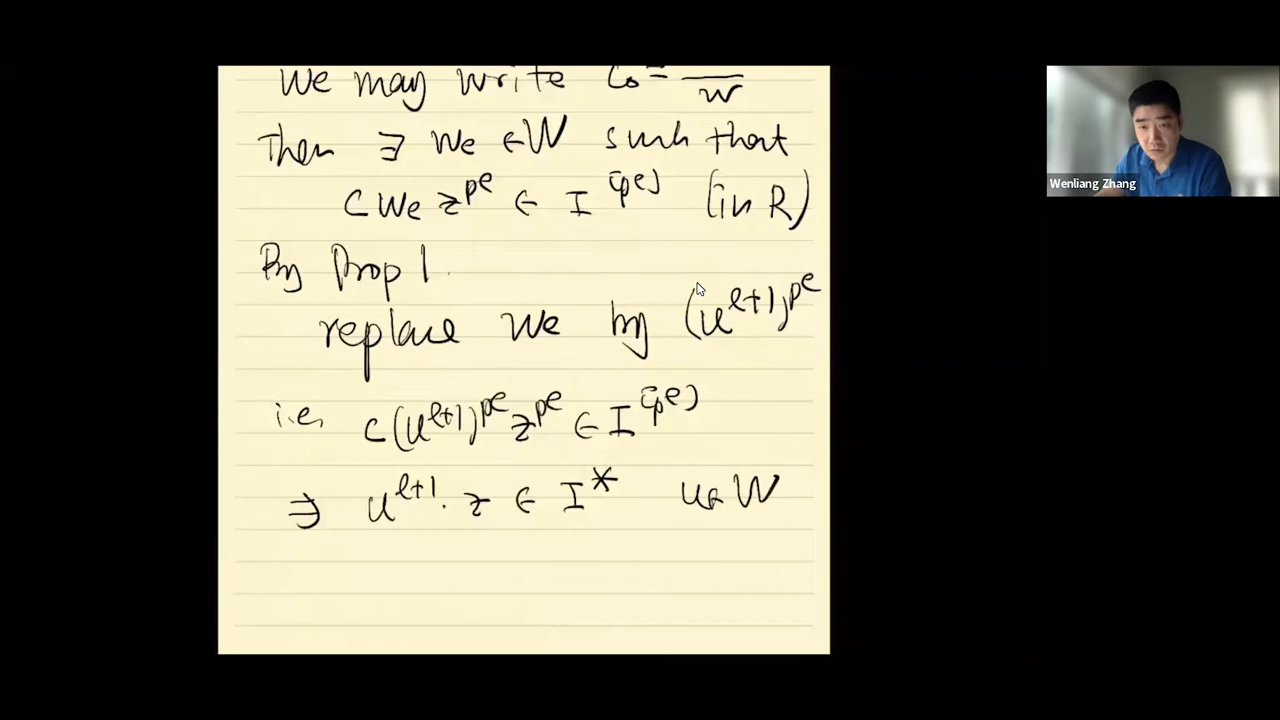 We may write C₀ = —/w
Then ∃ We ∈ W such that
c We z^{p^e} ∈ I^{[p^e]} (in R)
By Prop 1.
replace We by (u^{l+1})^{p^e}
i.e, c (u^{l+1})^{p^e} z^{p^e} ∈ I^{[p^e]}
⇒ u^{l+1} · z ∈ I^* u ∈ W
Wenliang Zhang